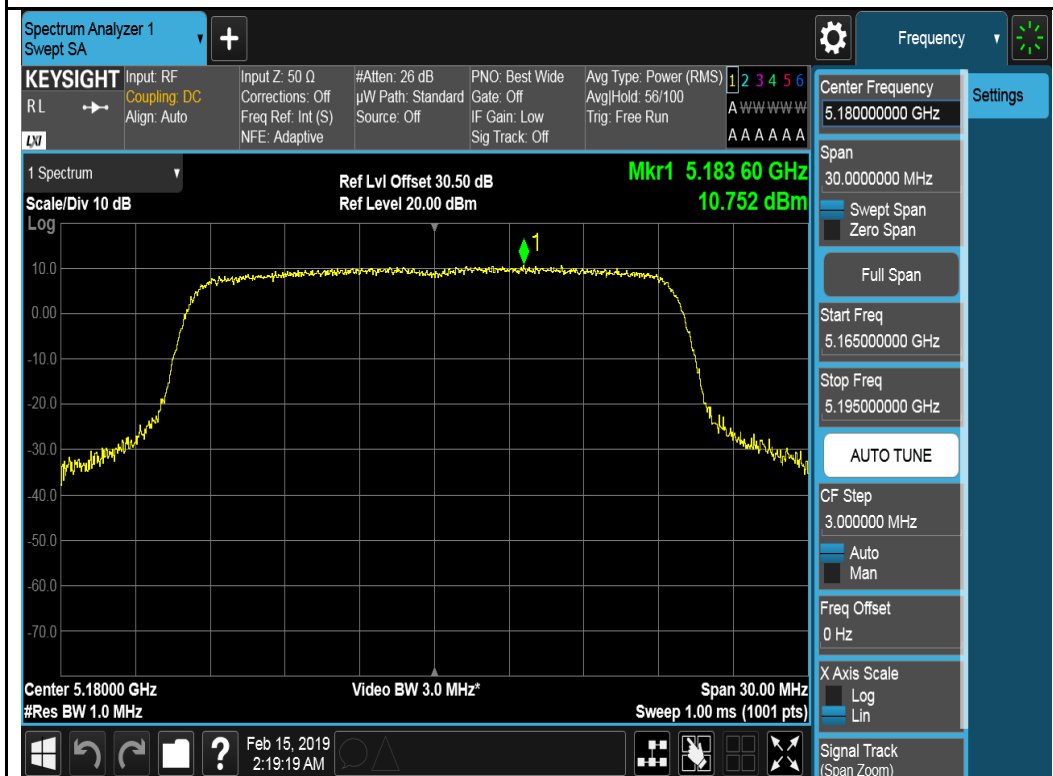 Spectrum Analyzer 1
Swept SA
+
Frequency
KEYSIGHT
R L
LXI
Input: RF
Coupling: DC
Align: Auto
Input Z: 50 Ω
Corrections: Off
Freq Ref: Int (S)
NFE: Adaptive
#Atten: 26 dB
µW Path: Standard
Source: Off
PNO: Best Wide
Gate: Off
IF Gain: Low
Sig Track: Off
Avg Type: Power (RMS)
Avg|Hold: 56/100
Trig: Free Run
1 2 3 4 5 6
A W W W W W
A A A A A A
1 Spectrum
Scale/Div 10 dB
Log
Ref Lvl Offset 30.50 dB
Ref Level 20.00 dBm
Mkr1 5.183 60 GHz
10.752 dBm
1
10.0
0.00
-10.0
-20.0
-30.0
-40.0
-50.0
-60.0
-70.0
Center 5.18000 GHz
#Res BW 1.0 MHz
Video BW 3.0 MHz*
Span 30.00 MHz
Sweep 1.00 ms (1001 pts)
?
Feb 15, 2019
2:19:19 AM
Center Frequency
5.180000000 GHz
Settings
Span
30.0000000 MHz
Swept Span
Zero Span
Full Span
Start Freq
5.165000000 GHz
Stop Freq
5.195000000 GHz
AUTO TUNE
CF Step
3.000000 MHz
Auto
Man
Freq Offset
0 Hz
X Axis Scale
Log
Lin
Signal Track
(Span Zoom)